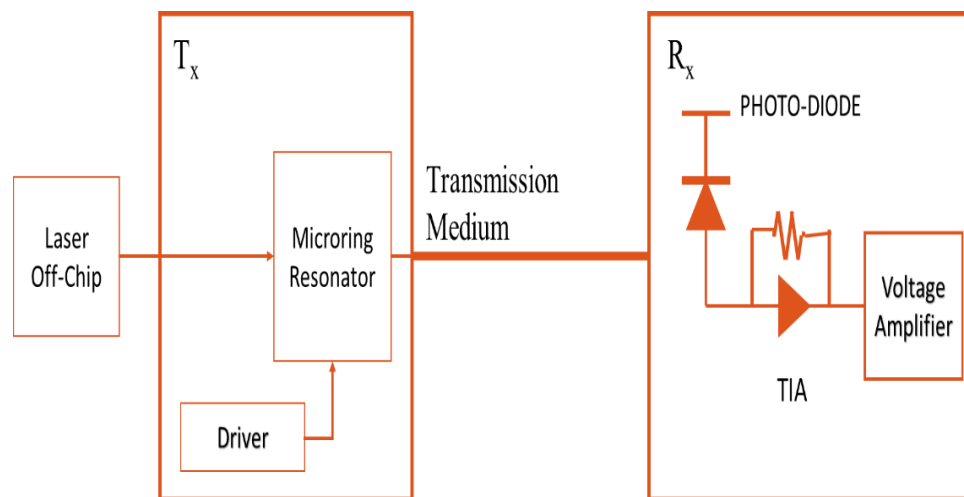 Tx
Rx
PHOTO-DIODE
Transmission
Medium
Laser
Off-Chip
Microring
Resonator
Voltage
Amplifier
TIA
Driver